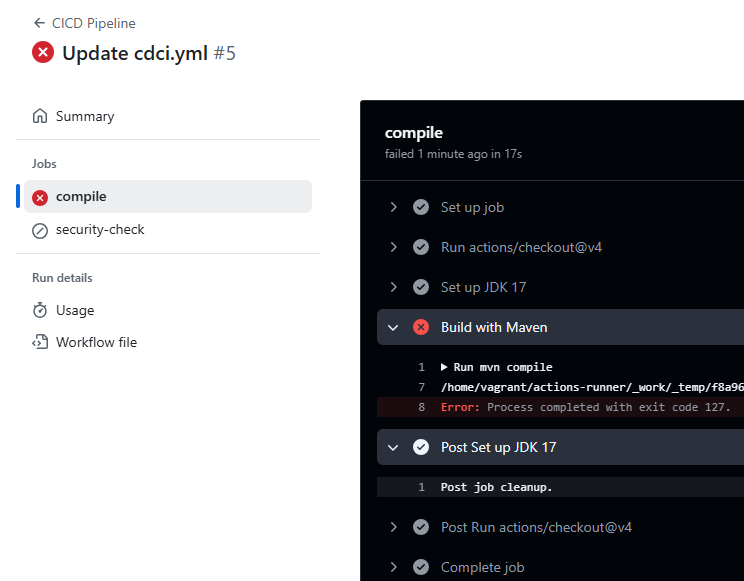 CICD Pipeline
Update cdci.yml #5
Summary
Jobs
compile
security-check
Run details
Usage
Workflow file
compile
failed 1 minute ago in 17s
Set up job
Run actions/checkout@v4
Set up JDK 17
Build with Maven
1 Run mvn compile
7 /home/vagrant/actions-runner/_work/_temp/f8a96
8 Error: Process completed with exit code 127.
Post Set up JDK 17
1 Post job cleanup.
Post Run actions/checkout@v4
Complete job